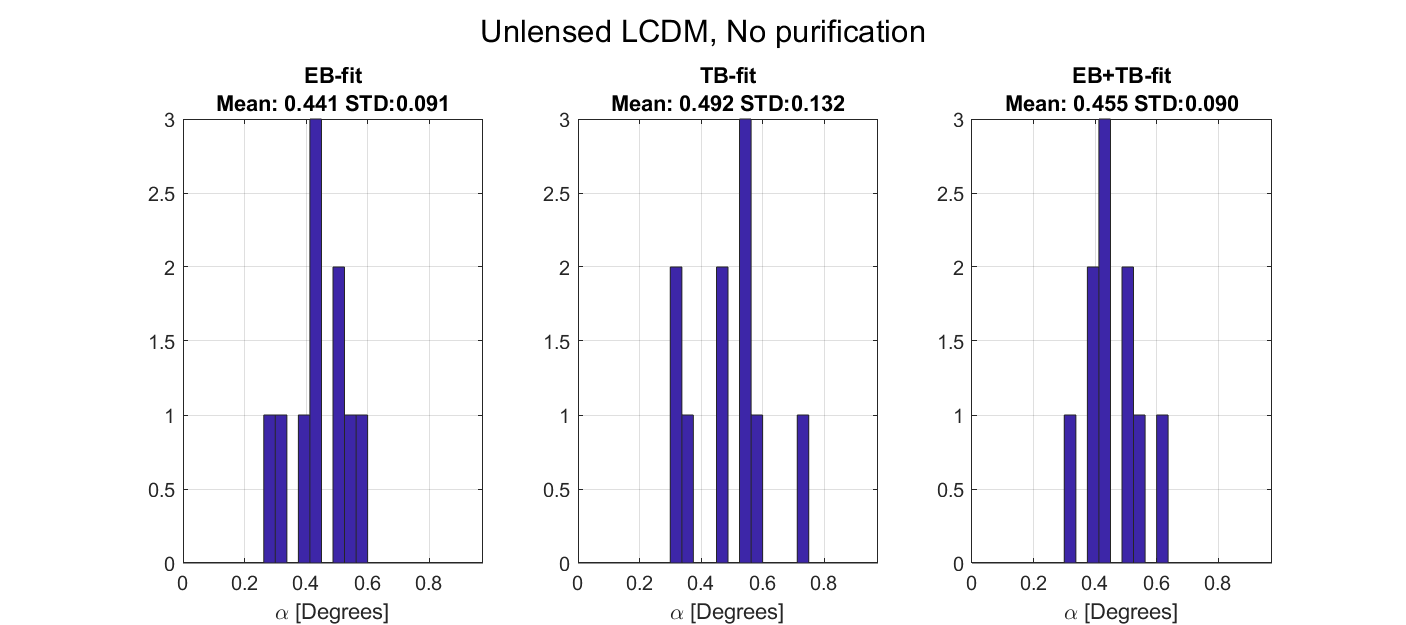 Unlensed LCDM, No purification
EB-fit
Mean: 0.441 STD:0.091
3
2.5
2
1.5
1
0.5
0
0 0.2 0.4 0.6 0.8
α [Degrees]
TB-fit
Mean: 0.492 STD:0.132
3
2.5
2
1.5
1
0.5
0
0 0.2 0.4 0.6 0.8
α [Degrees]
EB+TB-fit
Mean: 0.455 STD:0.090
3
2.5
2
1.5
1
0.5
0
0 0.2 0.4 0.6 0.8
α [Degrees]